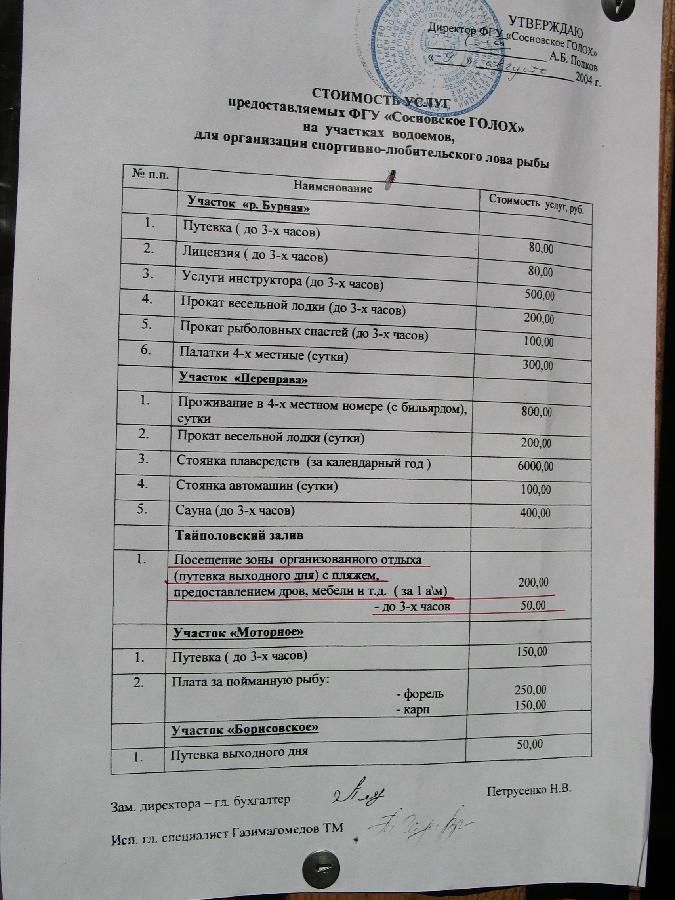 УТВЕРЖДАЮ
Директор ФГУ «Сосновское ГОЛОХ»
А.Б. Попков
« » августа 2004 г.
СТОИМОСТЬ УСЛУГ
предоставляемых ФГУ «Сосновское ГОЛОХ»
на участках водоемов,
для организации спортивно-любительского лова рыбы
№ п.п. Наименование Стоимость услуг, руб.
Участок «р. Бурная»
1. Путевка ( до 3-х часов) 80,00
2. Лицензия ( до 3-х часов) 80,00
3. Услуги инструктора (до 3-х часов) 500,00
4. Прокат весельной лодки (до 3-х часов) 200,00
5. Прокат рыболовных снастей (до 3-х часов) 100,00
6. Палатки 4-х местные (сутки) 300,00
Участок «Переправа»
1. Проживание в 4-х местном номере (с бильярдом), 800,00
сутки
2. Прокат весельной лодки (сутки) 200,00
3. Стоянка плавсредств (за календарный год ) 6000,00
4. Стоянка автомашин (сутки) 100,00
5. Сауна (до 3-х часов) 400,00
Тайполовский залив
1. Посещение зоны организованного отдыха
(путевка выходного дня) с пляжем,
предоставлением дров, мебели и т.д. ( за 1 а\м) 200,00
- до 3-х часов 50,00
Участок «Моторное»
1. Путевка ( до 3-х часов) 150,00
2. Плата за пойманную рыбу:
- форель 250,00
- карп 150,00
Участок «Борисовское»
1. Путевка выходного дня 50,00
Зам. директора – гл. бухгалтер Петрусенко Н.В.
Исп. гл. специалист Газимагомедов ТМ